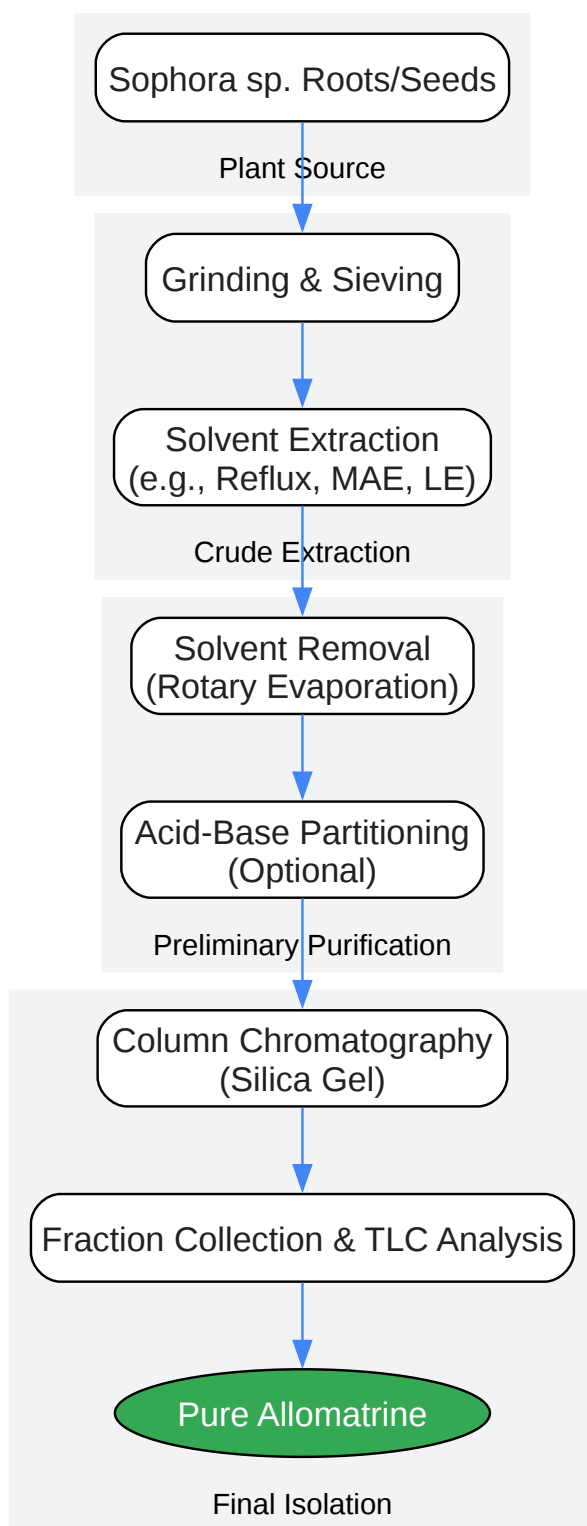 Sophora sp. Roots/Seeds
Plant Source
Grinding & Sieving
Solvent Extraction
(e.g., Reflux, MAE, LE)
Crude Extraction
Solvent Removal
(Rotary Evaporation)
Acid-Base Partitioning
(Optional)
Preliminary Purification
Column Chromatography
(Silica Gel)
Fraction Collection & TLC Analysis
Pure Allomatrine
Final Isolation